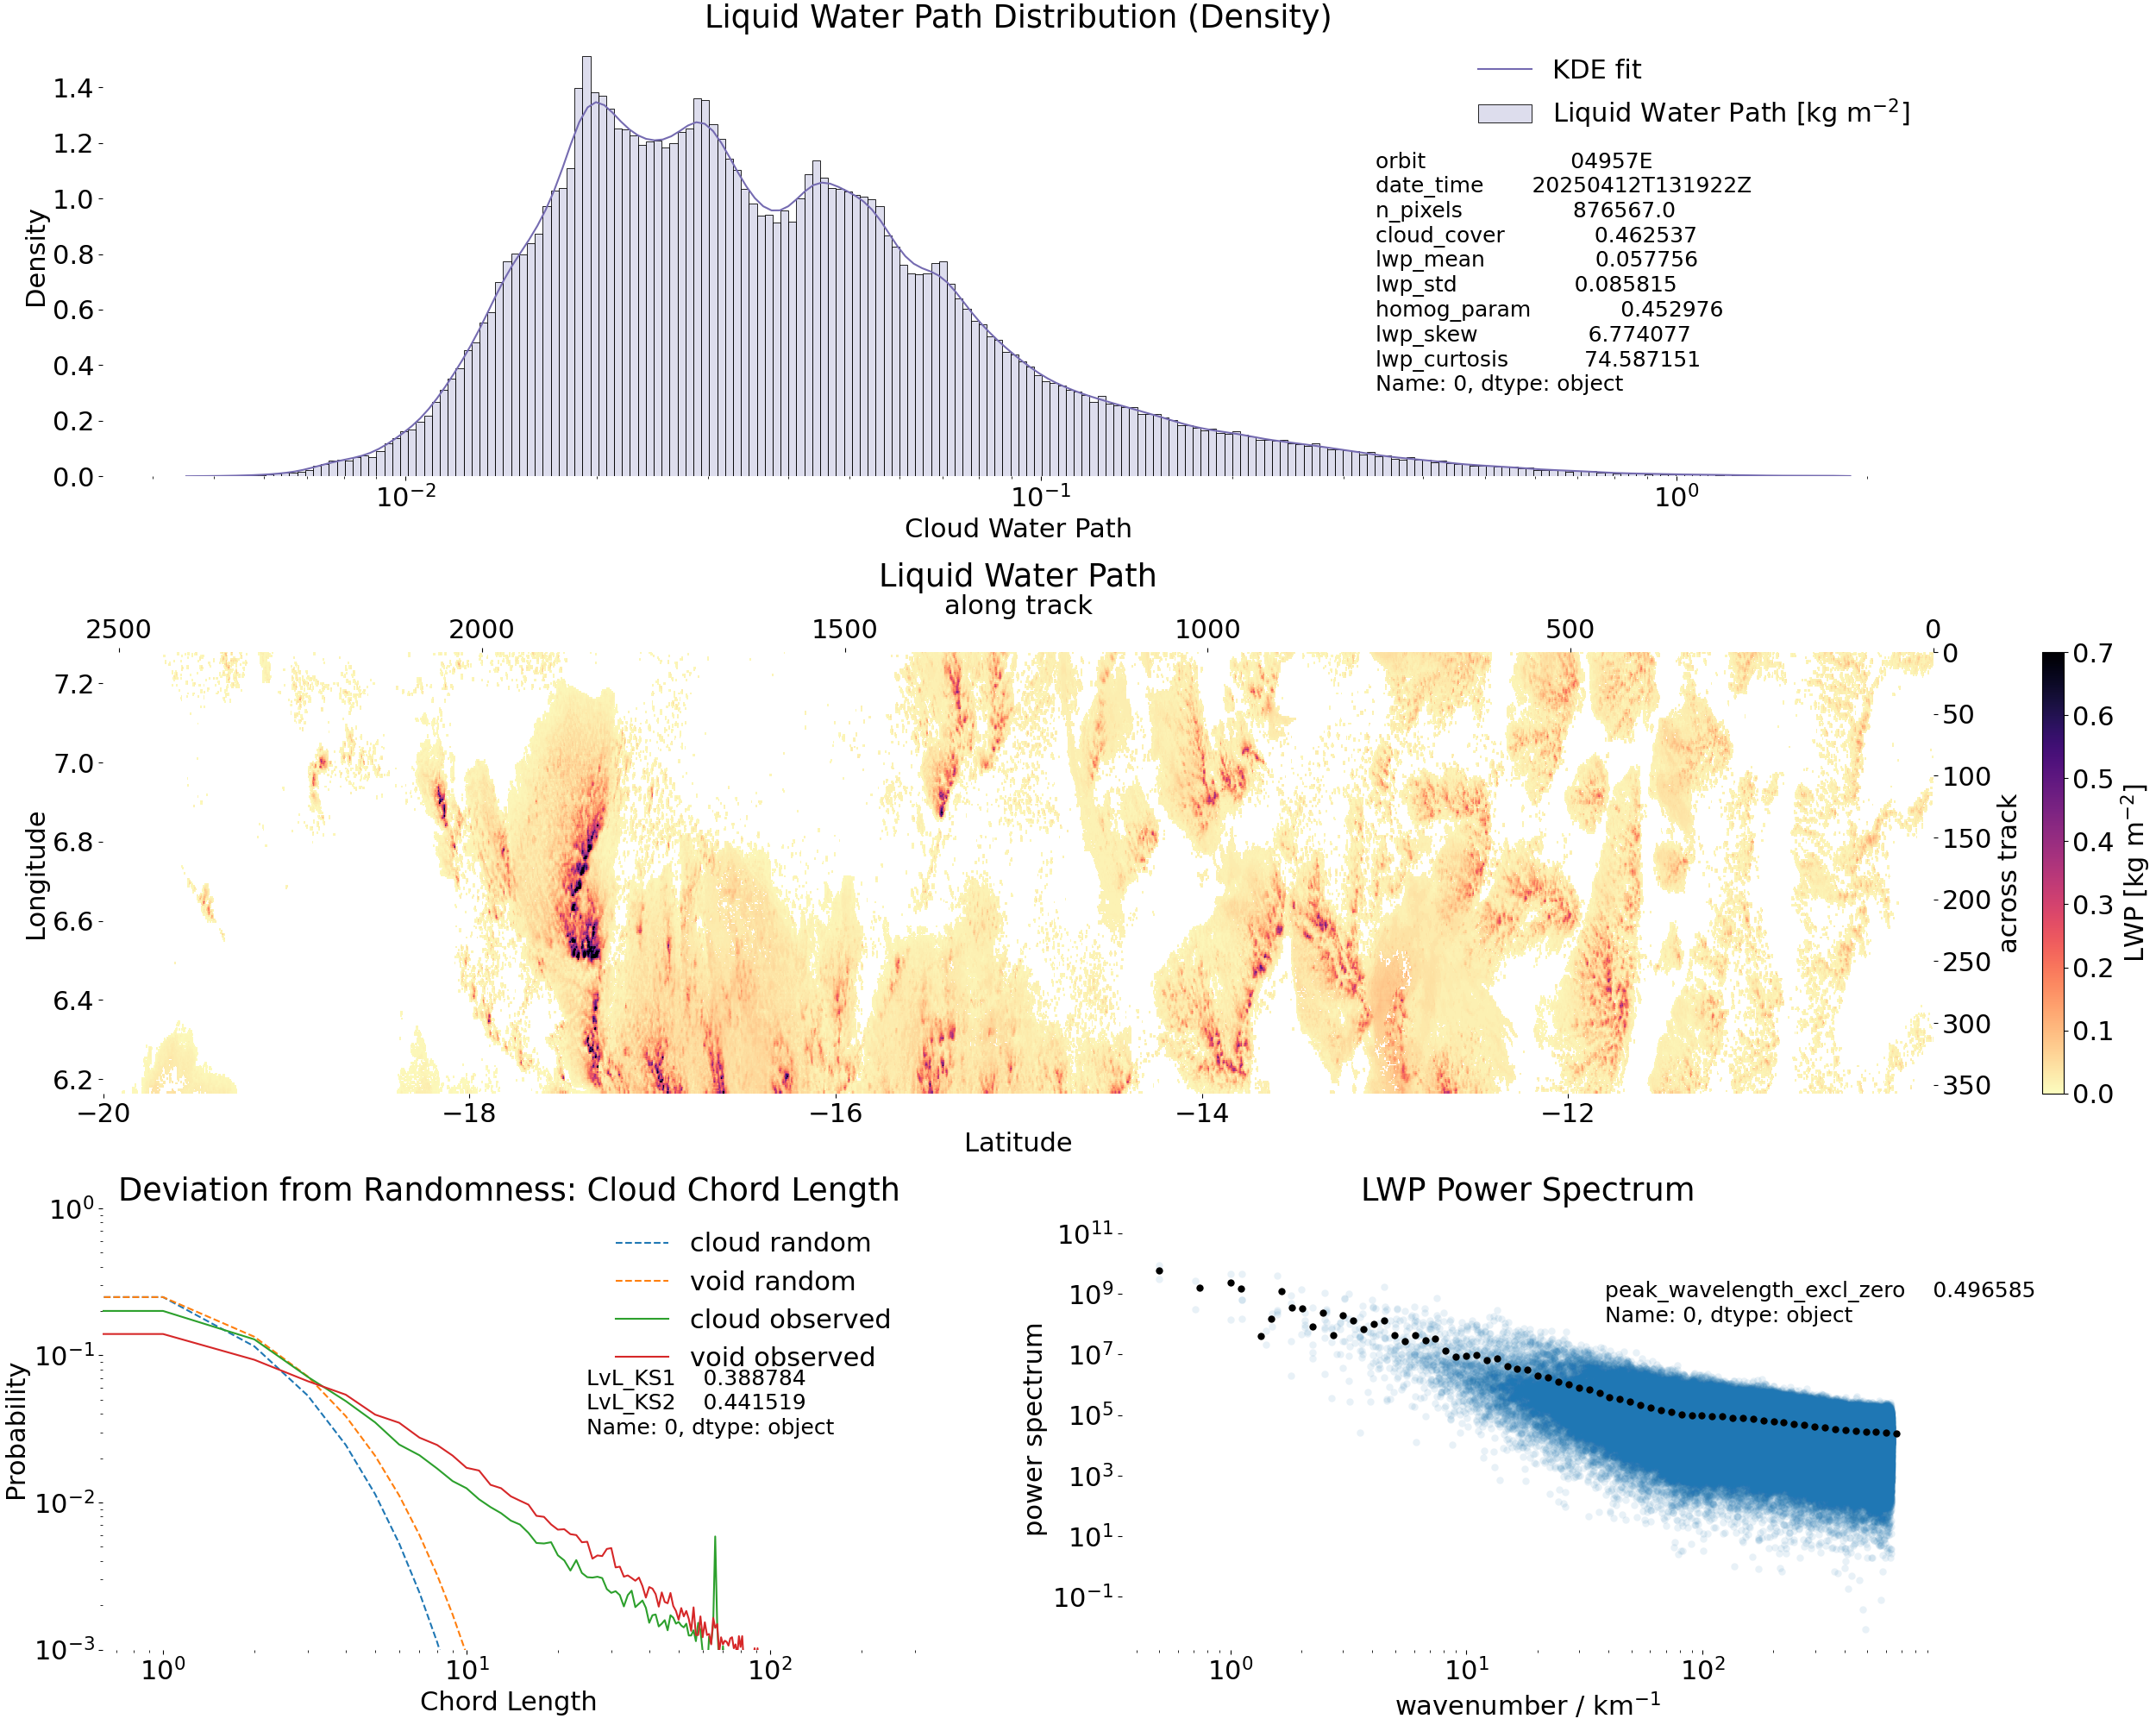 Liquid Water Path Distribution (Density)
1.4
1.2
1.0
0.8
0.6
0.4
0.2
0.0
Density
KDE fit
Liquid Water Path [kg m⁻²]
orbit 04957E
date_time 20250412T131922Z
n_pixels 876567.0
cloud_cover 0.462537
lwp_mean 0.057756
lwp_std 0.085815
homog_param 0.452976
lwp_skew 6.774077
lwp_curtosis 74.587151
Name: 0, dtype: object
10⁻² 10⁻¹ 10⁰
Cloud Water Path
Liquid Water Path
along track
2500 2000 1500 1000 500 0
7.2
7.0
6.8
6.6
6.4
6.2
Longitude
0
50
100
150
200
250
300
350
across track
0.7
0.6
0.5
0.4
0.3
0.2
0.1
0.0
LWP [kg m⁻²]
−20 −18 −16 −14 −12
Latitude
Deviation from Randomness: Cloud Chord Length
10⁰
10⁻¹
10⁻²
10⁻³
Probability
cloud random
void random
cloud observed
void observed
LvL_KS1 0.388784
LvL_KS2 0.441519
Name: 0, dtype: object
10⁰ 10¹ 10²
Chord Length
LWP Power Spectrum
10¹¹
10⁹
10⁷
10⁵
10³
10¹
10⁻¹
power spectrum
peak_wavelength_excl_zero 0.496585
Name: 0, dtype: object
10⁰ 10¹ 10²
wavenumber / km⁻¹